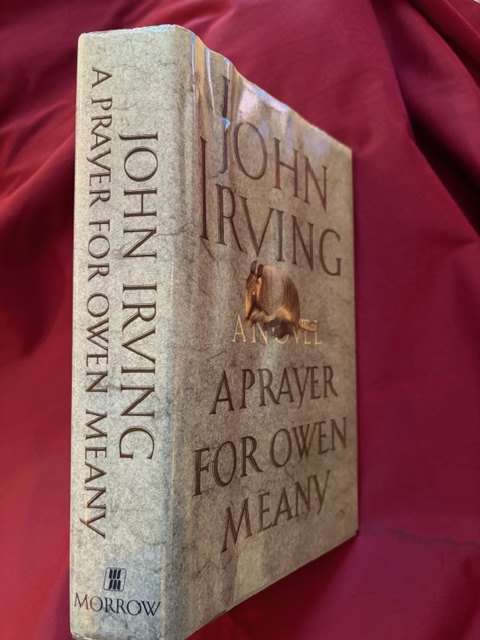 JOHN IRVING
A PRAYER FOR OWEN MEANY
MORROW
JOHN
IRVING
A NOVEL
A PRAYER
FOR OWEN
MEANY